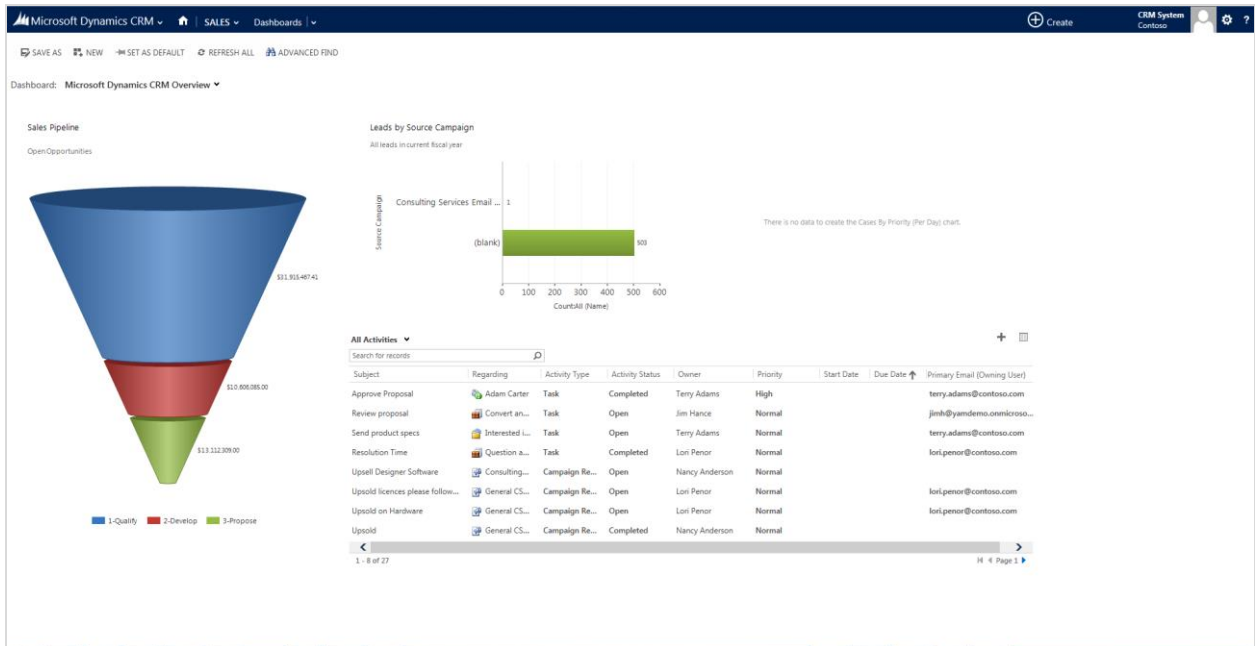 Microsoft Dynamics CRM SALES Dashboards Create CRM System
Contoso
?
SAVE AS NEW SET AS DEFAULT REFRESH ALL ADVANCED FIND
Dashboard: Microsoft Dynamics CRM Overview
Sales Pipeline
Open Opportunities
$31,915,467.41
$10,606,085.00
$13,112,309.00
1-Qualify 2-Develop 3-Propose
Leads by Source Campaign
All leads in current fiscal year
Source Campaign
Consulting Services Email ... 1
(blank) 503
0 100 200 300 400 500 600
Count:All (Name)
There is no data to create the Cases By Priority (Per Day) chart.
All Activities
Search for records
Subject Regarding Activity Type Activity Status Owner Priority Start Date Due Date Primary Email (Owning User)
Approve Proposal Adam Carter Task Completed Terry Adams High terry.adams@contoso.com
Review proposal Convert an... Task Open Jim Hance Normal jimh@yamdemo.onmicroso...
Send product specs Interested i... Task Open Terry Adams Normal terry.adams@contoso.com
Resolution Time Question a... Task Completed Lori Penor Normal lori.penor@contoso.com
Upsell Designer Software Consulting... Campaign Re... Open Nancy Anderson Normal
Upsold licences please follow... General CS... Campaign Re... Open Lori Penor Normal lori.penor@contoso.com
Upsold on Hardware General CS... Campaign Re... Open Lori Penor Normal lori.penor@contoso.com
Upsold General CS... Campaign Re... Completed Nancy Anderson Normal
1 - 8 of 27 Page 1